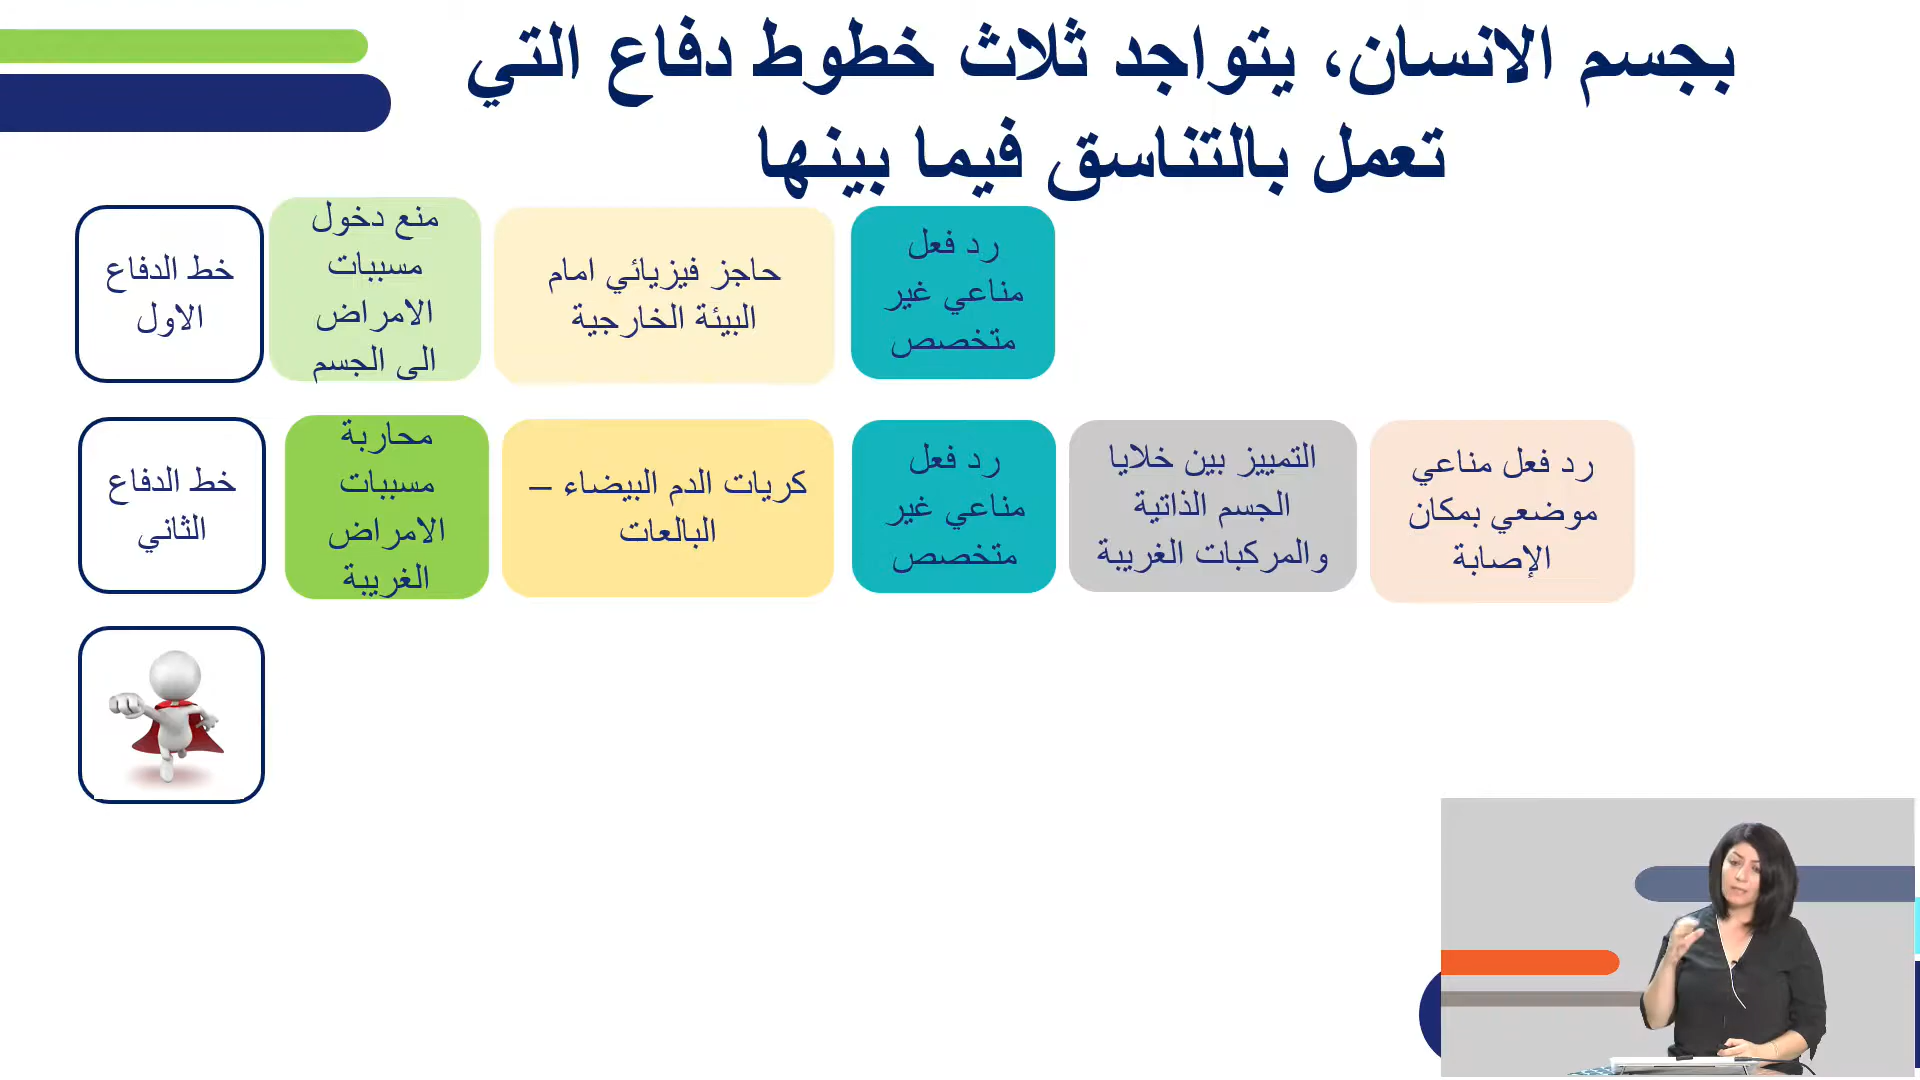 بجسم الانسان، يتواجد ثلاث خطوط دفاع التي
تعمل بالتناسق فيما بينها
خط الدفاع
الاول
منع دخول
مسببات
الامراض
الى الجسم
حاجز فيزيائي امام
البيئة الخارجية
رد فعل
مناعي غير
متخصص
خط الدفاع
الثاني
محاربة
مسببات
الامراض
الغريبة
كريات الدم البيضاء –
البالعات
رد فعل
مناعي غير
متخصص
التمييز بين خلايا
الجسم الذاتية
والمركبات الغريبة
رد فعل مناعي
موضعي بمكان
الإصابة